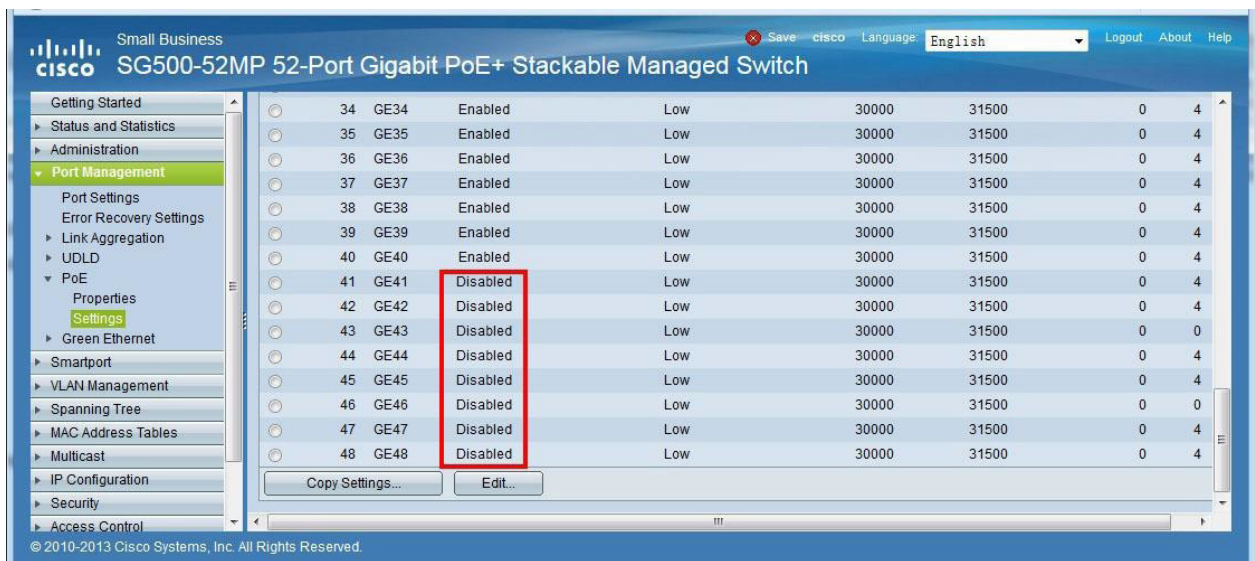 Small Business
Save cisco Language: English Logout About Help
cisco SG500-52MP 52-Port Gigabit PoE+ Stackable Managed Switch
Getting Started
Status and Statistics
Administration
Port Management
Port Settings
Error Recovery Settings
Link Aggregation
UDLD
PoE
Properties
Settings
Green Ethernet
Smartport
VLAN Management
Spanning Tree
MAC Address Tables
Multicast
IP Configuration
Security
Access Control
34 GE34 Enabled Low 30000 31500 0 4
35 GE35 Enabled Low 30000 31500 0 4
36 GE36 Enabled Low 30000 31500 0 4
37 GE37 Enabled Low 30000 31500 0 4
38 GE38 Enabled Low 30000 31500 0 4
39 GE39 Enabled Low 30000 31500 0 4
40 GE40 Enabled Low 30000 31500 0 4
41 GE41 Disabled Low 30000 31500 0 4
42 GE42 Disabled Low 30000 31500 0 4
43 GE43 Disabled Low 30000 31500 0 0
44 GE44 Disabled Low 30000 31500 0 4
45 GE45 Disabled Low 30000 31500 0 4
46 GE46 Disabled Low 30000 31500 0 0
47 GE47 Disabled Low 30000 31500 0 4
48 GE48 Disabled Low 30000 31500 0 4
Copy Settings... Edit...
© 2010-2013 Cisco Systems, Inc. All Rights Reserved.